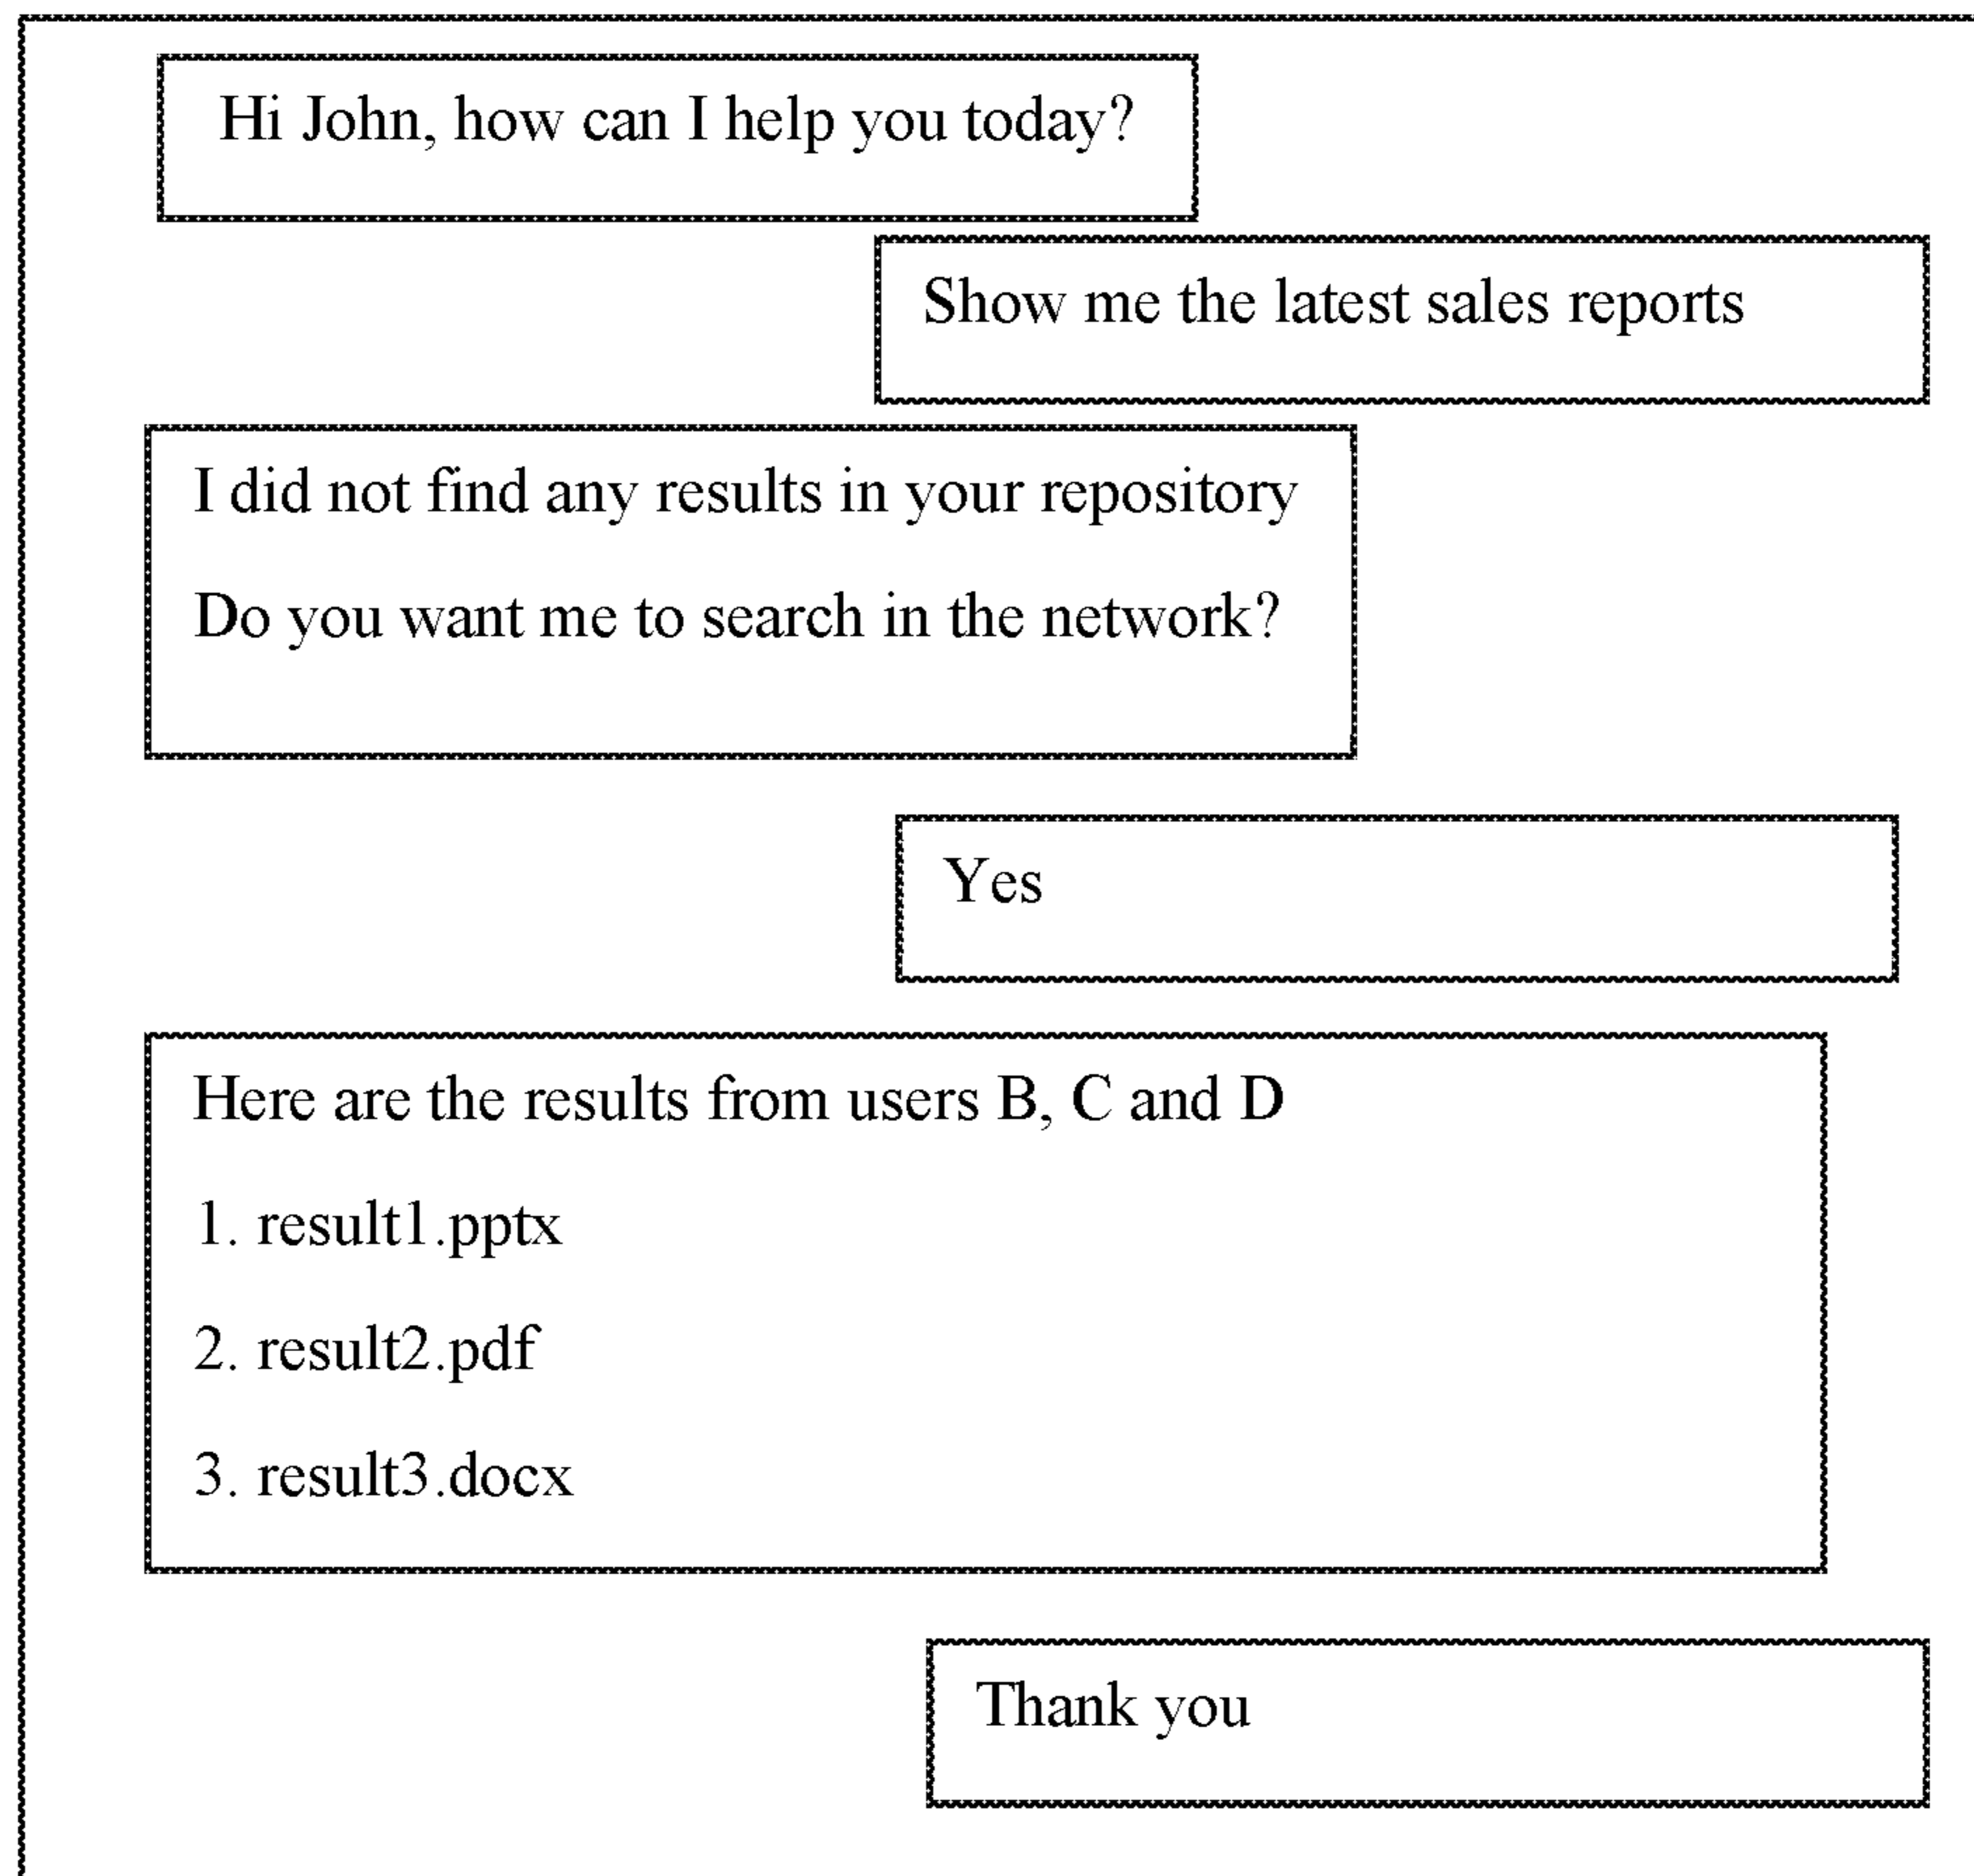 Hi John, how can I help you today?
Show me the latest sales reports
I did not find any results in your repository
Do you want me to search in the network?
Yes
Here are the results from users B, C and D
1. result1.pptx
2. result2.pdf
3. result3.docx
Thank you